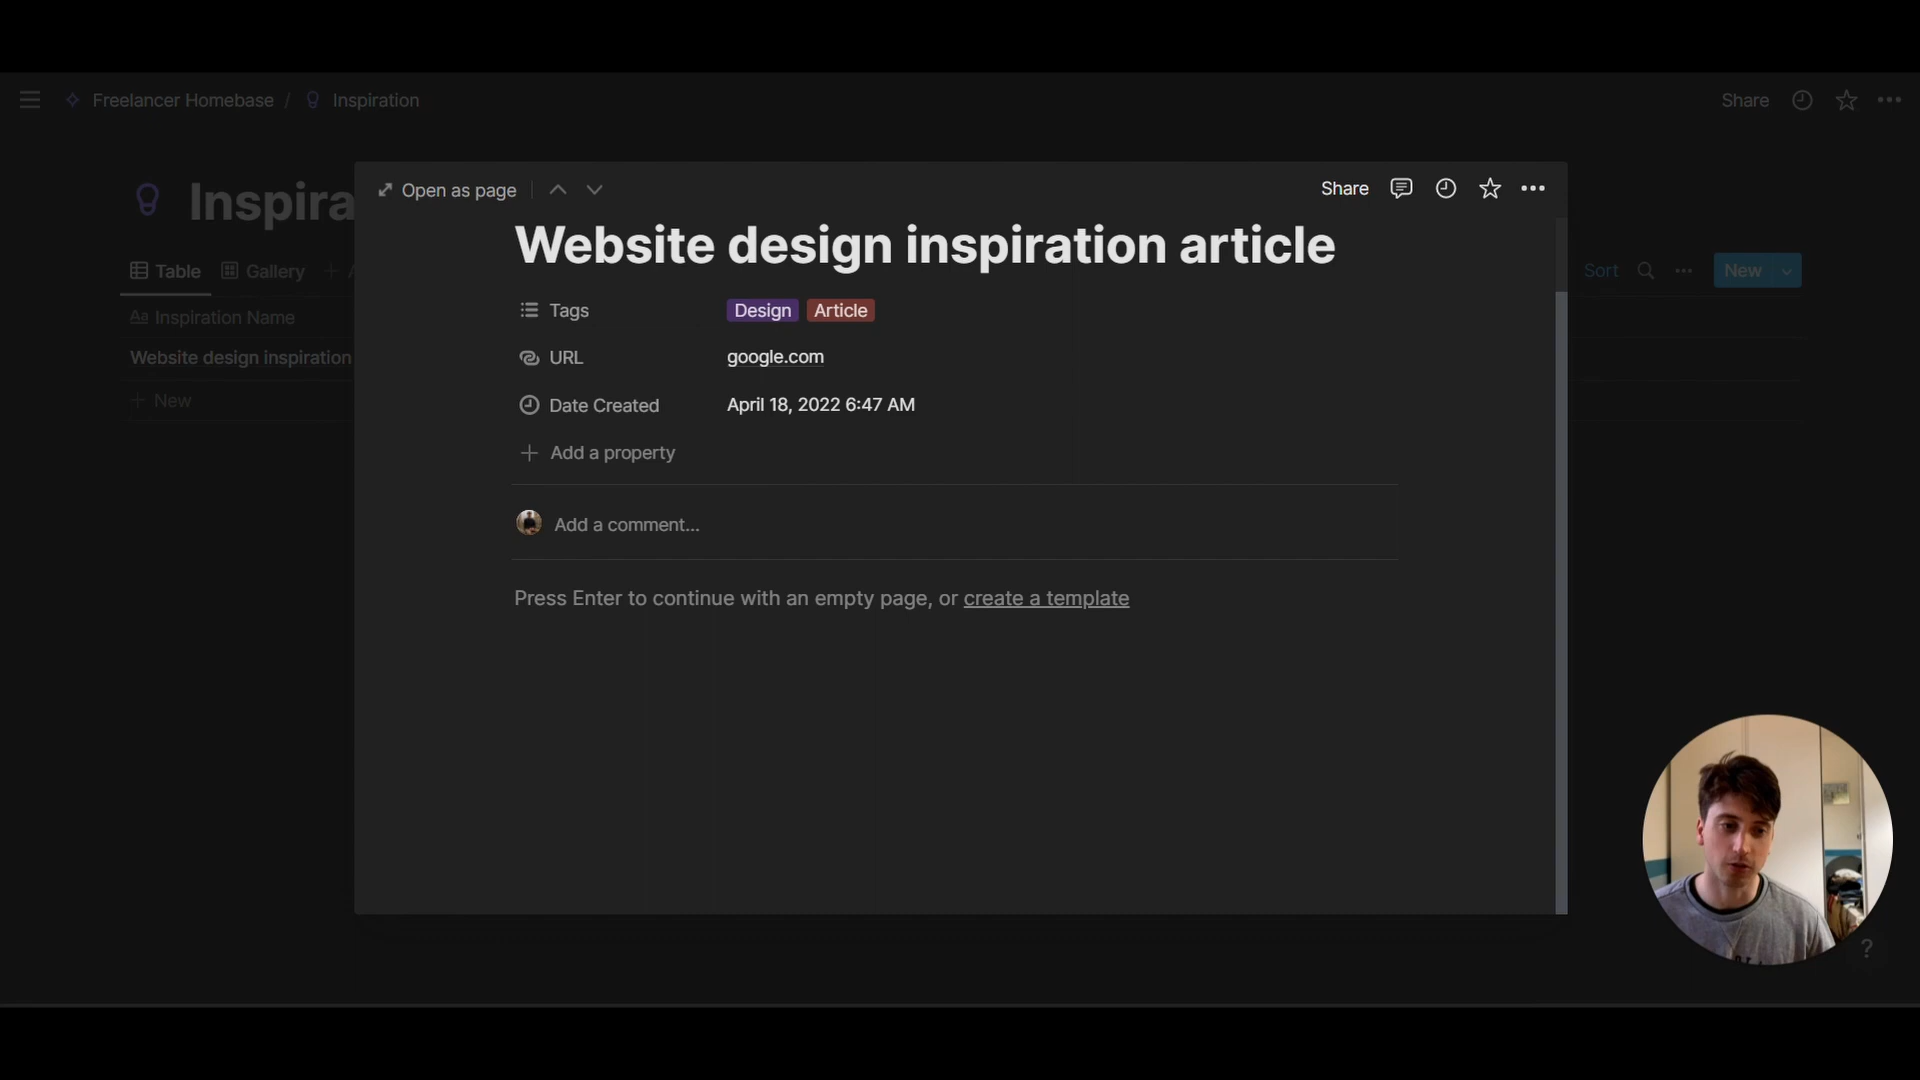 Freelancer Homebase / Inspiration
Share
Open as page
Share
Inspira
Website design inspiration article
Table
Gallery
Sort
New
Aa Inspiration Name
Tags
Design
Article
Website design inspiration
URL
google.com
New
Date Created
April 18, 2022 6:47 AM
Add a property
Add a comment...
Press Enter to continue with an empty page, or create a template
?